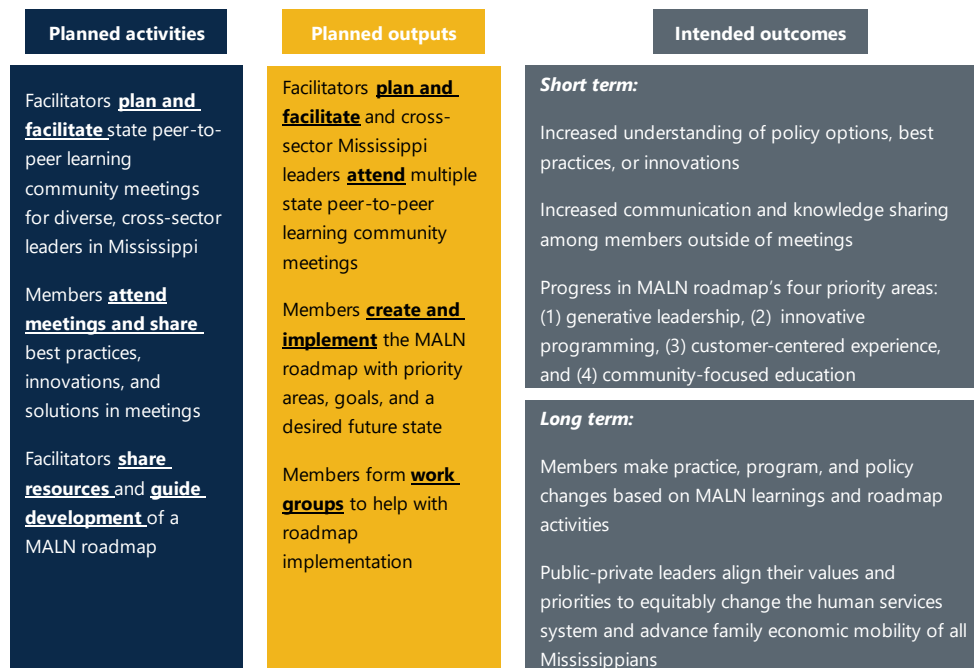 Planned activities
Facilitators plan and
facilitate state peer-to-
peer learning
community meetings
for diverse, cross-sector
leaders in Mississippi
Members attend
meetings and share
best practices,
innovations, and
solutions in meetings
Facilitators share
resources and guide
development of a
MALN roadmap
Planned outputs
Facilitators plan and
facilitate and cross-
sector Mississippi
leaders attend multiple
state peer-to-peer
learning community
meetings
Members create and
implement the MALN
roadmap with priority
areas, goals, and a
desired future state
Members form work
groups to help with
roadmap
implementation
Intended outcomes
Short term:
Increased understanding of policy options, best
practices, or innovations
Increased communication and knowledge sharing
among members outside of meetings
Progress in MALN roadmap's four priority areas:
(1) generative leadership, (2) innovative
programming, (3) customer-centered experience,
and (4) community-focused education
Long term:
Members make practice, program, and policy
changes based on MALN learnings and roadmap
activities
Public-private leaders align their values and
priorities to equitably change the human services
system and advance family economic mobility of all
Mississippians